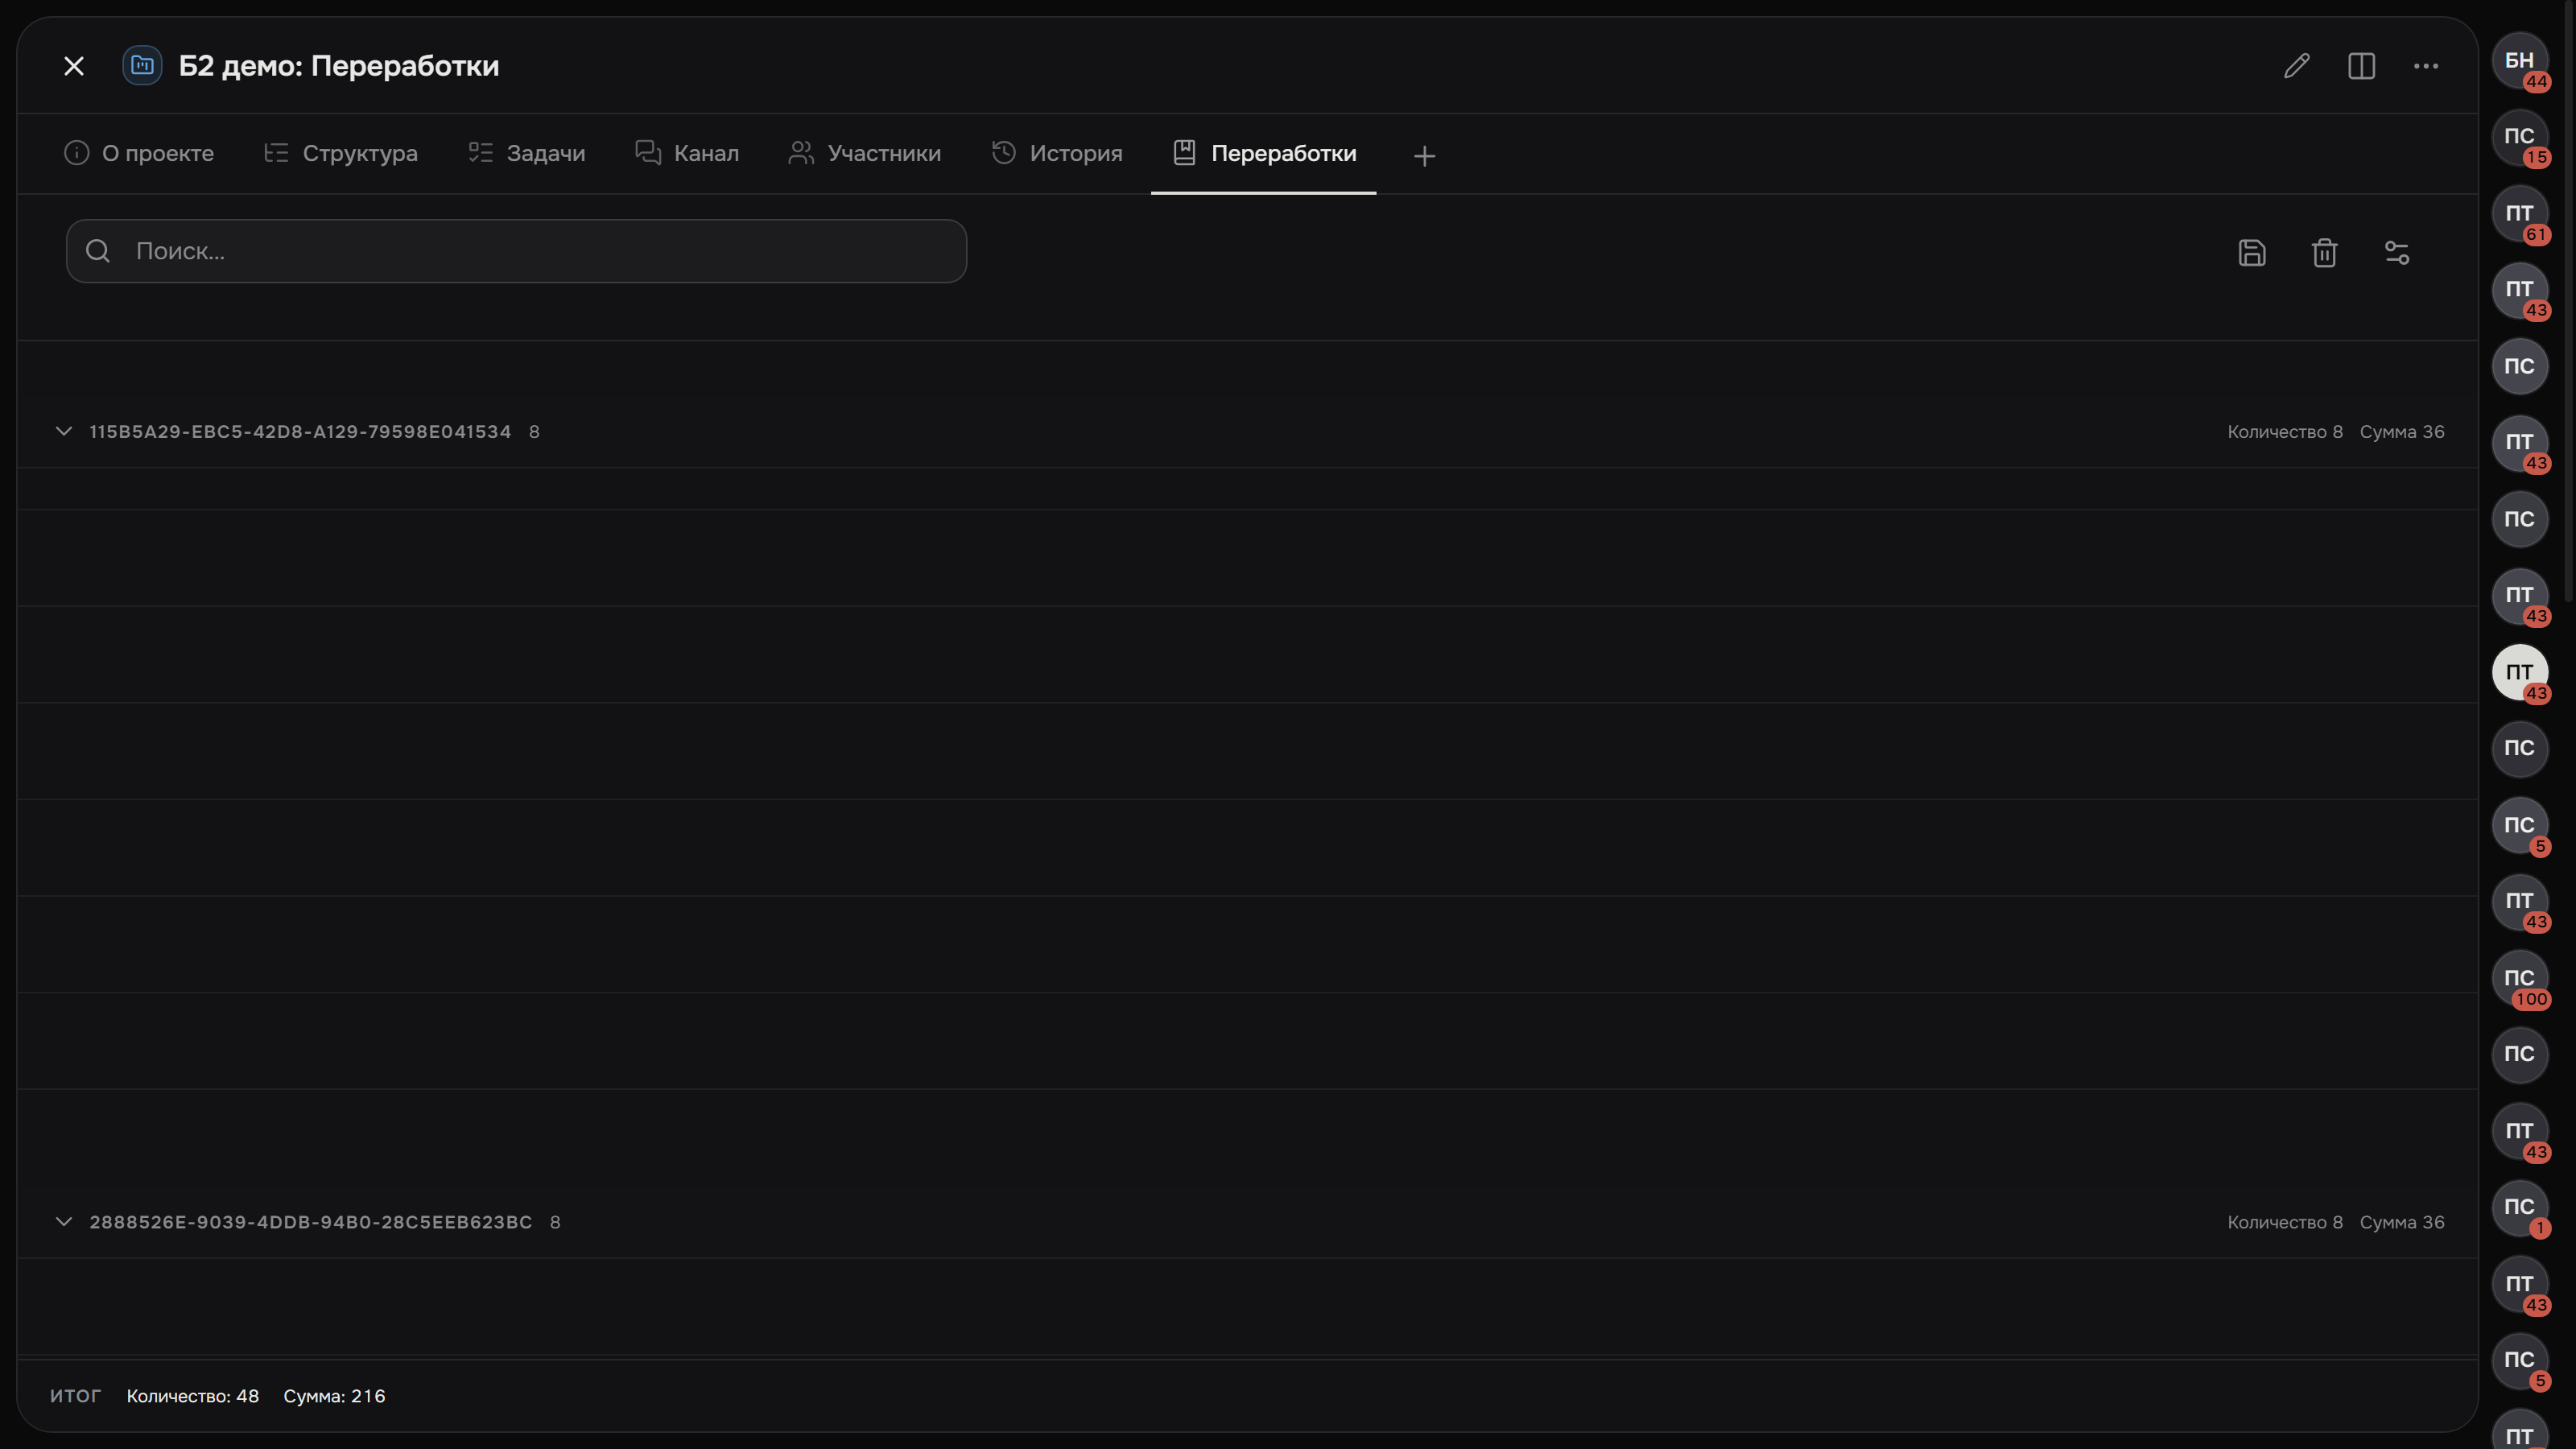 Б2 демо: Переработки
О проекте Структура Задачи Канал Участники История Переработки
Поиск...
115B5A29-EBC5-42D8-A129-79598E041534 8 Количество 8 Сумма 36
2888526E-9039-4DDB-94B0-28C5EEB623BC 8 Количество 8 Сумма 36
ИТОГ Количество: 48 Сумма: 216
БН
44
ПС
15
ПТ
61
ПТ
43
ПС
ПТ
43
ПС
ПТ
43
ПТ
43
ПС
ПС
5
ПТ
43
ПС
100
ПС
ПТ
43
ПС
1
ПТ
43
ПС
5
ПТ